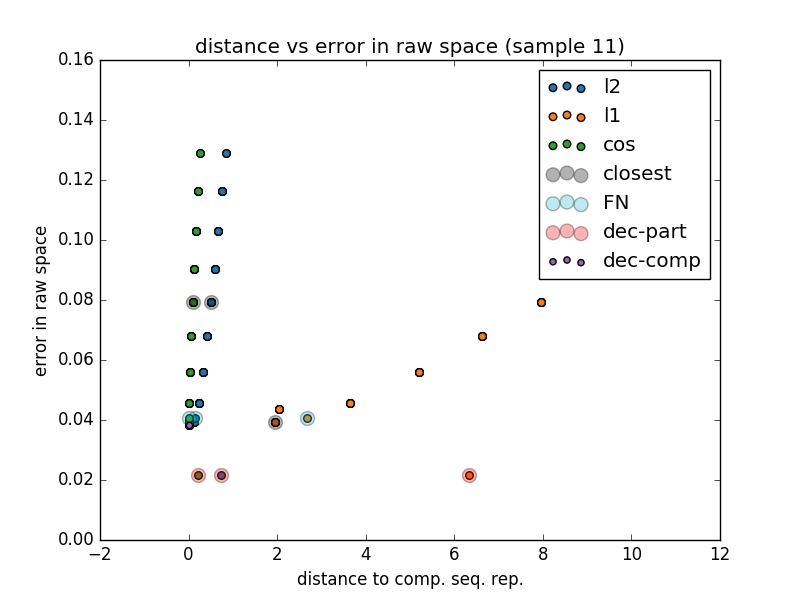 distance vs error in raw space (sample 11)
0.16
0.14
0.12
0.10
0.08
0.06
0.04
0.02
0.00
error in raw space
l2
l1
cos
closest
FN
dec-part
dec-comp
−2 0 2 4 6 8 10 12
distance to comp. seq. rep.